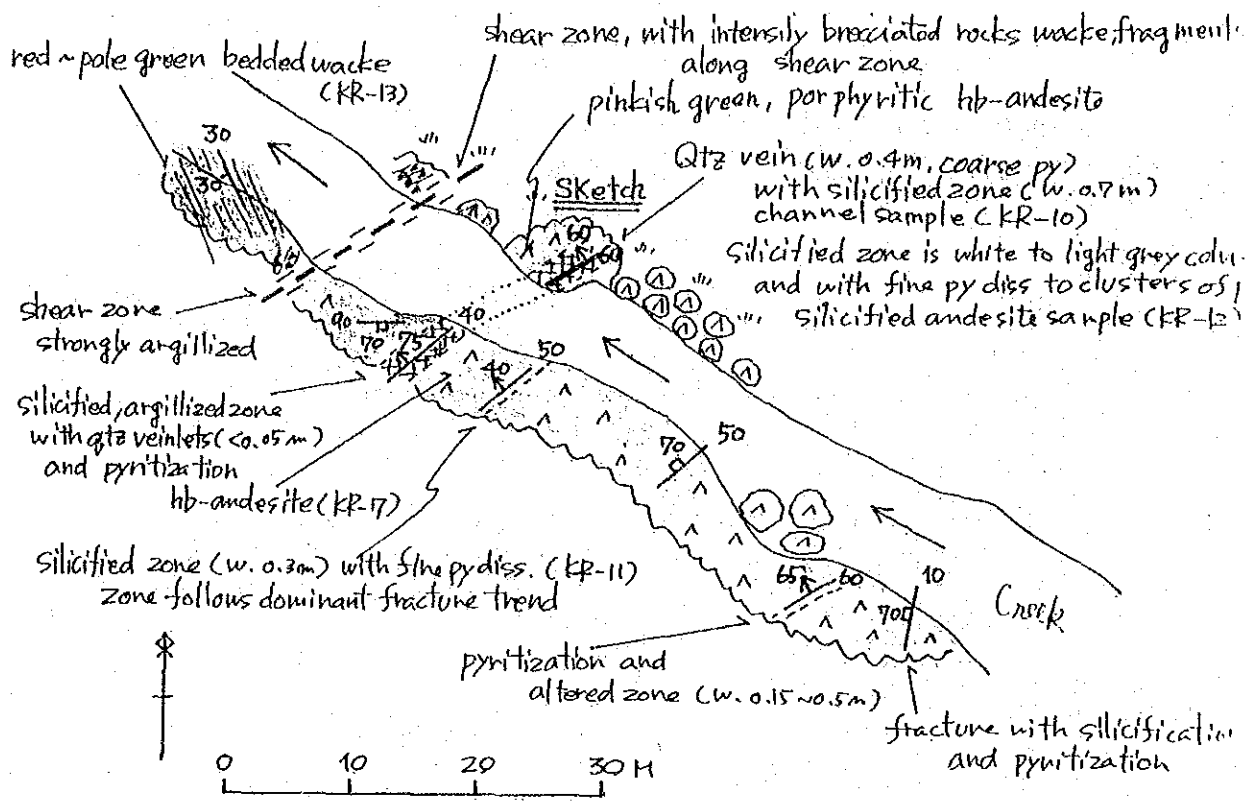 shear zone, with intensily brecciated rocks wacke, fragment
along shear zone
red ~ pale green bedded wacke
(KR-13)
pinkish green, porphyritic hb-andesite
Qtz vein (w. 0.4m, coarse py)
with silicified zone (w. 0.7m)
channel sample (KR-10)
Silicified zone is white to light grey colu
and with fine py diss to clusters of
Silicified andesite sample (KR-12)
Sketch
30
30
60
60
shear zone
strongly argillized
90
70
75
40
45
40
50
Silicified, argillized zone
with qtz veinlets (<0.05m)
and pyritization
hb-andesite (KR-7)
70
50
Silicified zone (w. 0.3m) with fine py diss. (KR-11)
zone follows dominant fracture trend
65
60
10
70
Creek
pyritization and
altered zone (w. 0.15~0.5m)
fracture with silicificatio
and pyritization
0 10 20 30 M